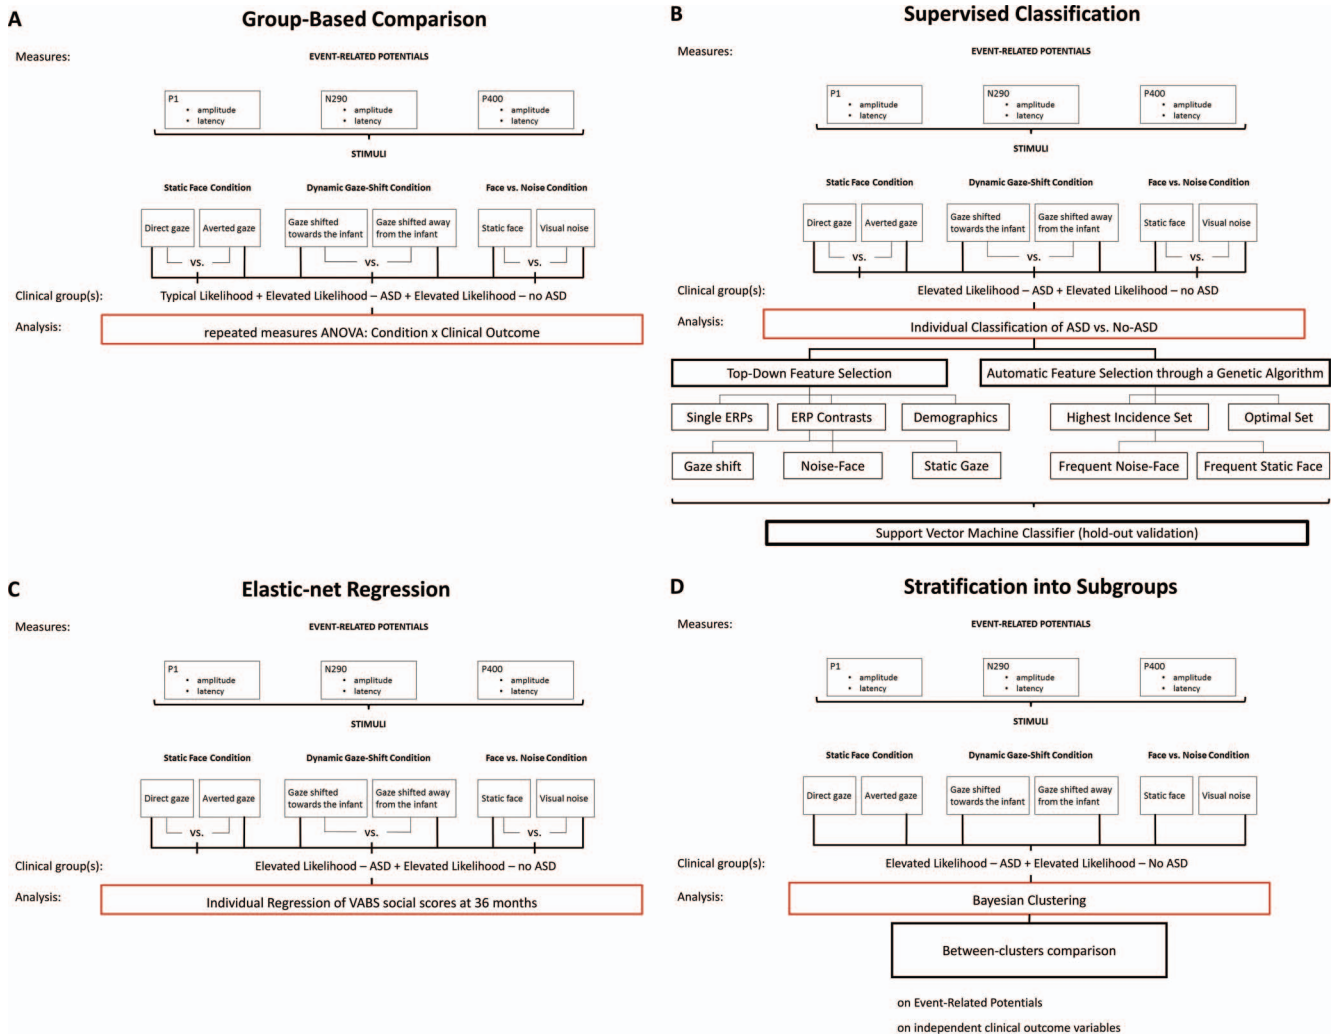 A
Group-Based Comparison
Measures:
EVENT-RELATED POTENTIALS
P1
• amplitude
• latency
N290
• amplitude
• latency
P400
• amplitude
• latency
STIMULI
Static Face Condition
Dynamic Gaze-Shift Condition
Face vs. Noise Condition
Direct gaze
Averted gaze
Gaze shifted
towards the infant
Gaze shifted away
from the infant
Static face
Visual noise
vs.
vs.
vs.
Clinical group(s):
Typical Likelihood + Elevated Likelihood – ASD + Elevated Likelihood – no ASD
Analysis:
repeated measures ANOVA: Condition x Clinical Outcome
B
Supervised Classification
Measures:
EVENT-RELATED POTENTIALS
P1
• amplitude
• latency
N290
• amplitude
• latency
P400
• amplitude
• latency
STIMULI
Static Face Condition
Dynamic Gaze-Shift Condition
Face vs. Noise Condition
Direct gaze
Averted gaze
Gaze shifted
towards the infant
Gaze shifted away
from the infant
Static face
Visual noise
vs.
vs.
vs.
Clinical group(s):
Elevated Likelihood – ASD + Elevated Likelihood – no ASD
Analysis:
Individual Classification of ASD vs. No-ASD
Top-Down Feature Selection
Automatic Feature Selection through a Genetic Algorithm
Single ERPs
ERP Contrasts
Demographics
Highest Incidence Set
Optimal Set
Gaze shift
Noise-Face
Static Gaze
Frequent Noise-Face
Frequent Static Face
Support Vector Machine Classifier (hold-out validation)
C
Elastic-net Regression
Measures:
EVENT-RELATED POTENTIALS
P1
• amplitude
• latency
N290
• amplitude
• latency
P400
• amplitude
• latency
STIMULI
Static Face Condition
Dynamic Gaze-Shift Condition
Face vs. Noise Condition
Direct gaze
Averted gaze
Gaze shifted
towards the infant
Gaze shifted away
from the infant
Static face
Visual noise
vs.
vs.
vs.
Clinical group(s):
Elevated Likelihood – ASD + Elevated Likelihood – no ASD
Analysis:
Individual Regression of VABS social scores at 36 months
D
Stratification into Subgroups
Measures:
EVENT-RELATED POTENTIALS
P1
• amplitude
• latency
N290
• amplitude
• latency
P400
• amplitude
• latency
STIMULI
Static Face Condition
Dynamic Gaze-Shift Condition
Face vs. Noise Condition
Direct gaze
Averted gaze
Gaze shifted
towards the infant
Gaze shifted away
from the infant
Static face
Visual noise
Clinical group(s):
Elevated Likelihood – ASD + Elevated Likelihood – No ASD
Analysis:
Bayesian Clustering
Between-clusters comparison
on Event-Related Potentials
on independent clinical outcome variables